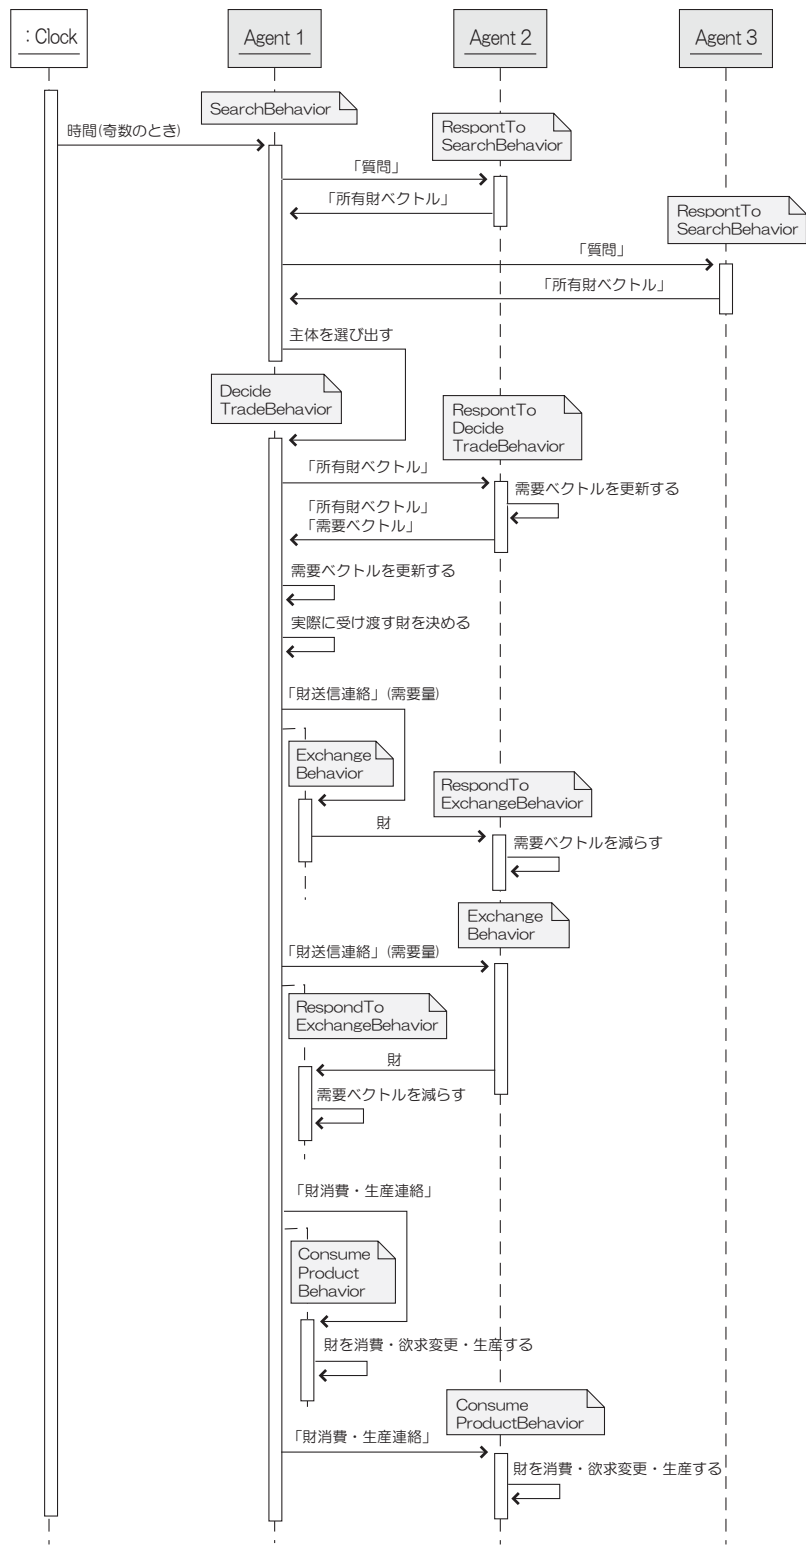 : Clock
Agent 1
Agent 2
Agent 3
SearchBehavior
時間(奇数のとき)
RespontTo
SearchBehavior
「質問」
「所有財ベクトル」
RespontTo
SearchBehavior
「質問」
「所有財ベクトル」
主体を選び出す
Decide
TradeBehavior
RespontTo
Decide
TradeBehavior
「所有財ベクトル」
需要ベクトルを更新する
「所有財ベクトル」
「需要ベクトル」
需要ベクトルを更新する
実際に受け渡す財を決める
「財送信連絡」(需要量)
Exchange
Behavior
RespondTo
ExchangeBehavior
財
需要ベクトルを減らす
Exchange
Behavior
「財送信連絡」(需要量)
RespondTo
ExchangeBehavior
財
需要ベクトルを減らす
「財消費・生産連絡」
Consume
Product
Behavior
財を消費・欲求変更・生産する
Consume
ProductBehavior
「財消費・生産連絡」
財を消費・欲求変更・生産する